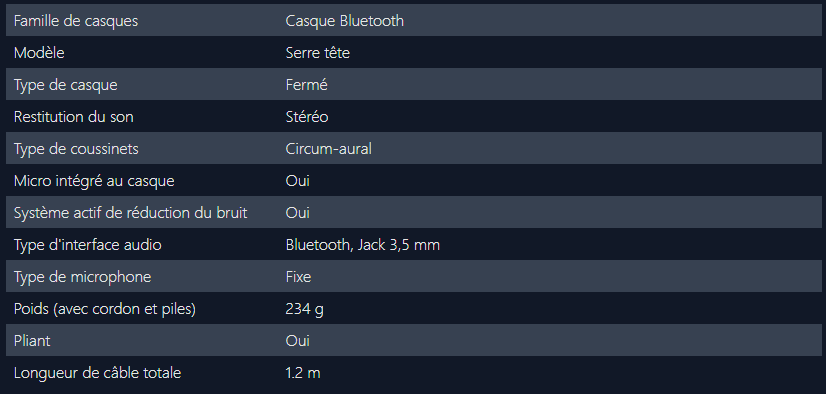 Famille de casques Casque Bluetooth
Modèle Serre tête
Type de casque Fermé
Restitution du son Stéréo
Type de coussinets Circum-aural
Micro intégré au casque Oui
Système actif de réduction du bruit Oui
Type d'interface audio Bluetooth, Jack 3,5 mm
Type de microphone Fixe
Poids (avec cordon et piles) 234 g
Pliant Oui
Longueur de câble totale 1.2 m